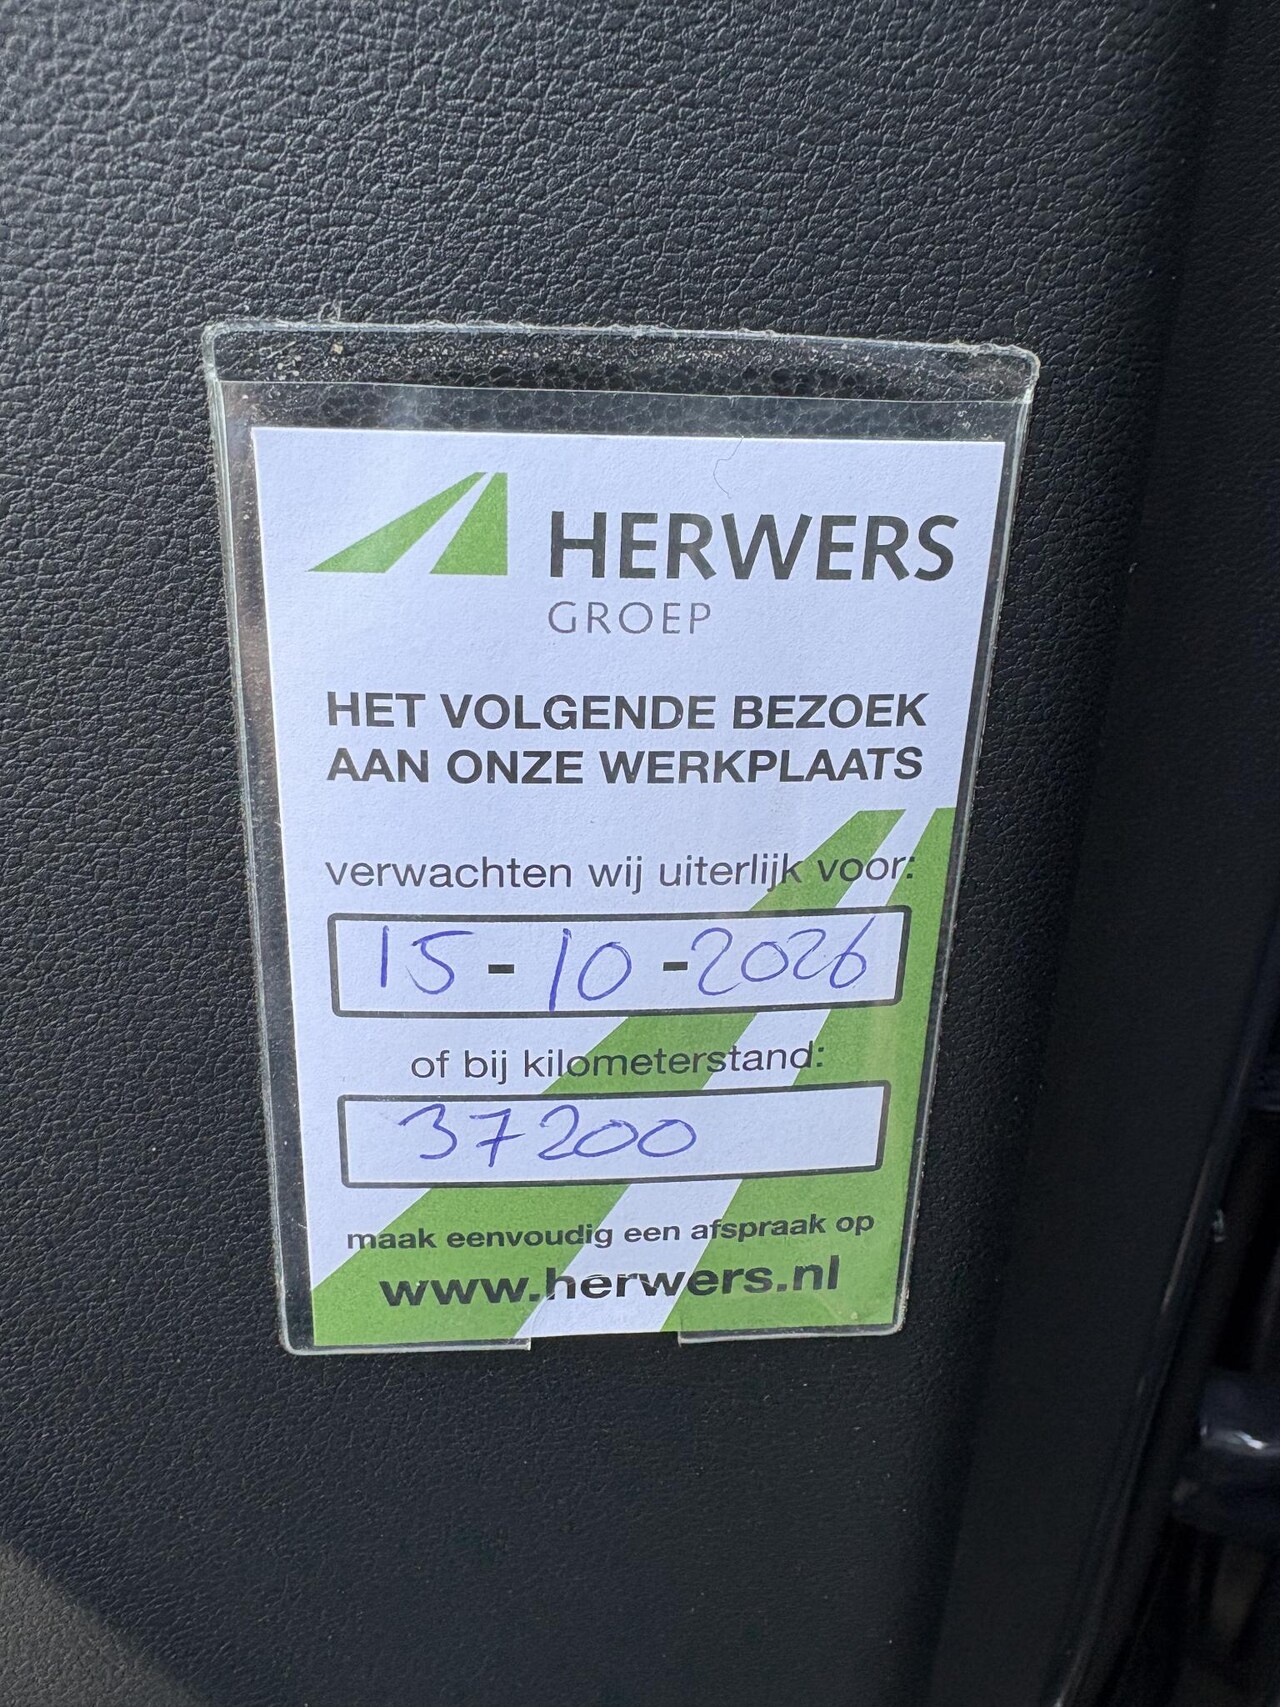 HERWERS
GROEP
HET VOLGENDE BEZOEK
AAN ONZE WERKPLAATS
verwachten wij uiterlijk voor:
15 - 10 - 2026
of bij kilometerstand:
37200
maak eenvoudig een afspraak op
www.herwers.nl